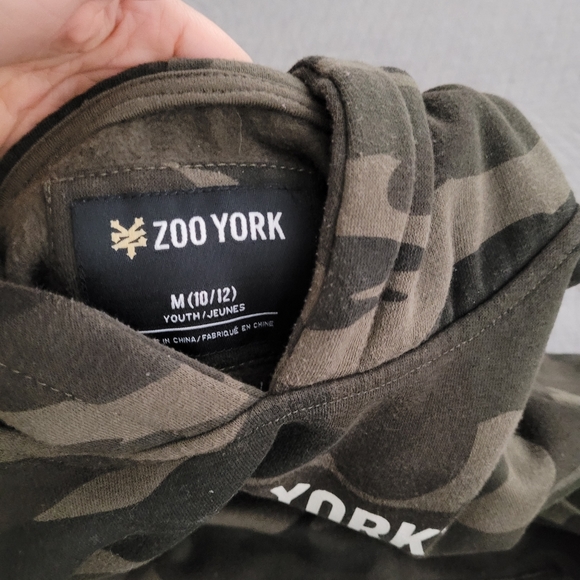 ZOO YORK
M (10/12)
YOUTH/JEUNES
IN CHINA/FABRIQUÉ EN CHINE
YORK